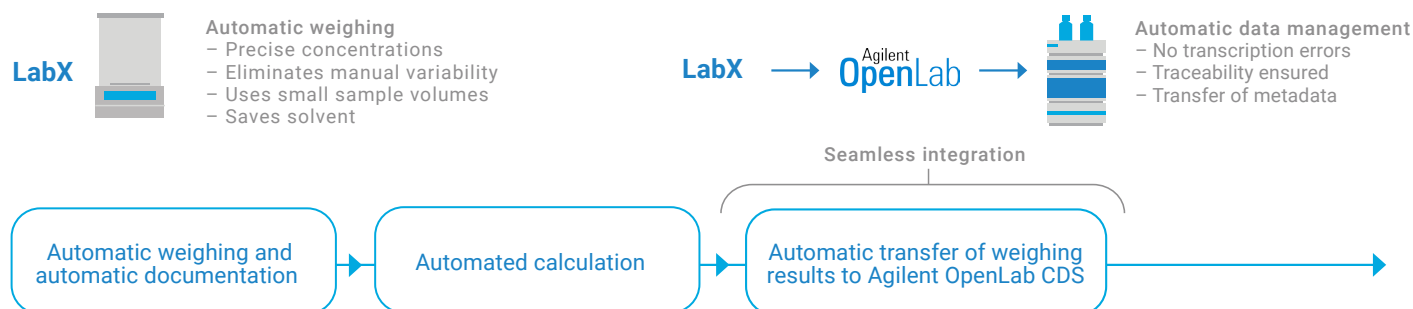 LabX
Automatic weighing
– Precise concentrations
– Eliminates manual variability
– Uses small sample volumes
– Saves solvent
LabX
Agilent
OpenLab
Automatic data management
– No transcription errors
– Traceability ensured
– Transfer of metadata
Seamless integration
Automatic weighing and
automatic documentation
Automated calculation
Automatic transfer of weighing
results to Agilent OpenLab CDS